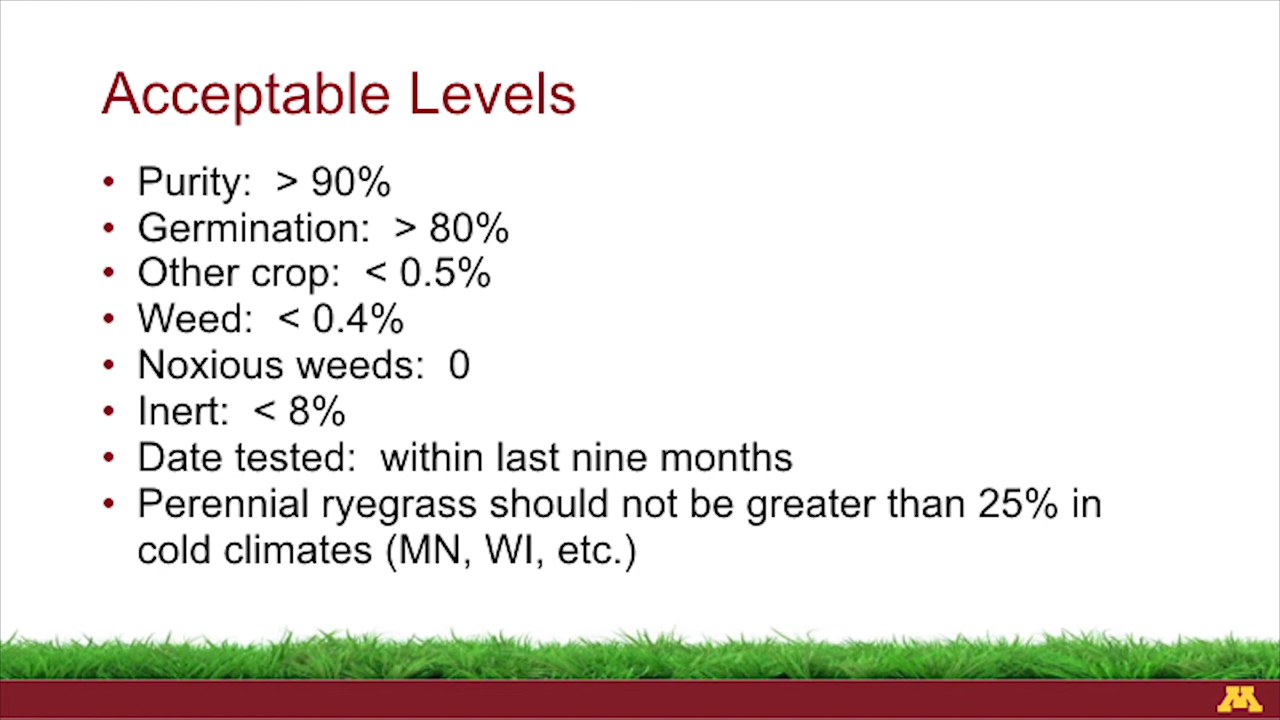 Acceptable Levels
• Purity:  > 90%
• Germination:  > 80%
• Other crop:  < 0.5%
• Weed:  < 0.4%
• Noxious weeds:  0
• Inert:  < 8%
• Date tested:  within last nine months
• Perennial ryegrass should not be greater than 25% in
cold climates (MN, WI, etc.)
M